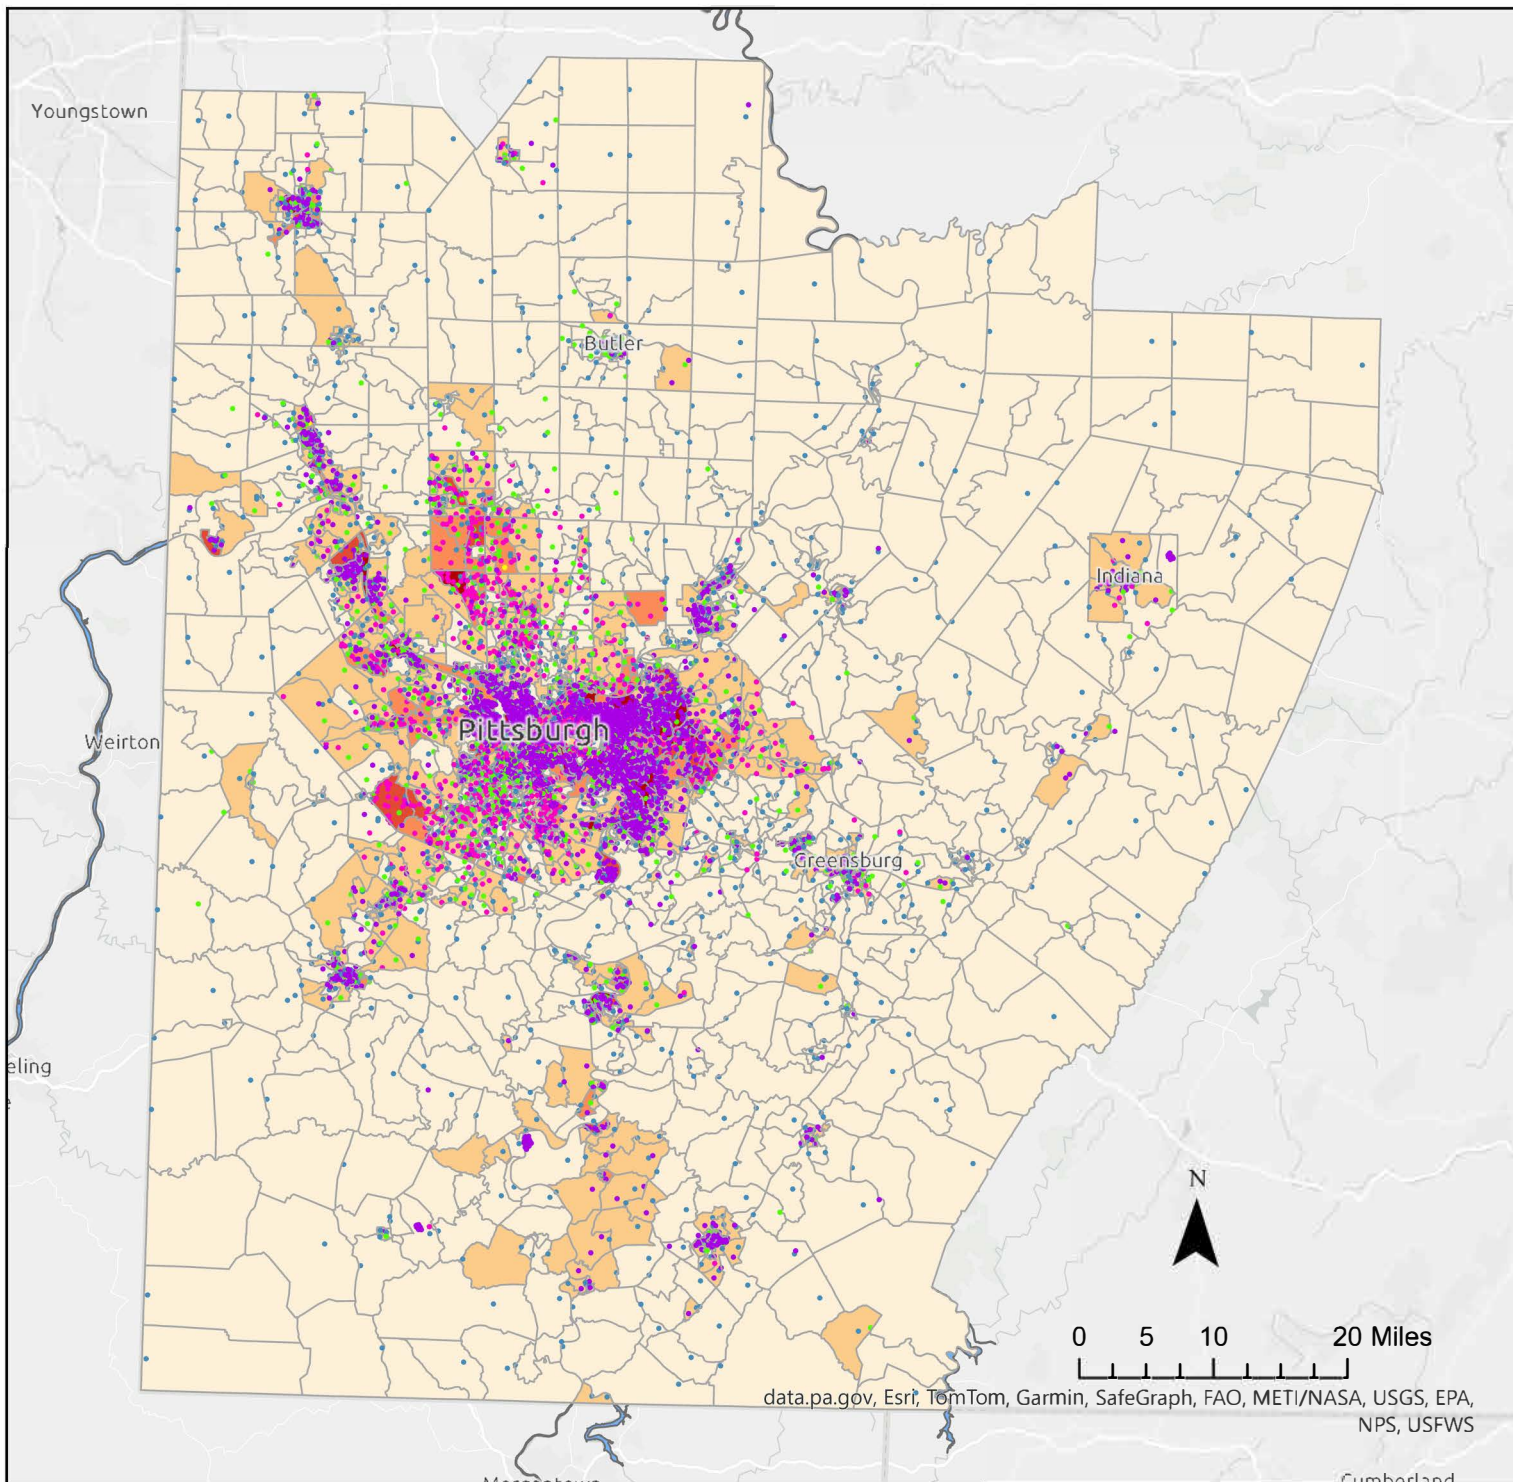 Youngstown
Butler
Indiana
Pittsburgh
Weirton
Greensburg
eling
N
0 5 10 20 Miles
data.pa.gov, Esri, TomTom, Garmin, SafeGraph, FAO, METI/NASA, USGS, EPA,
NPS, USFWS